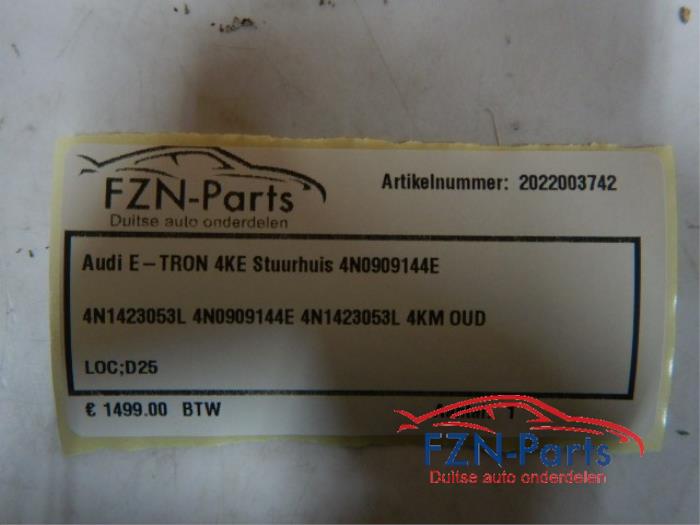 FZN-Parts
Duitse auto onderdelen
Artikelnummer: 2022003742
Audi E-TRON 4KE Stuurhuis 4N0909144E
4N1423053L 4N0909144E 4N1423053L 4KM OUD
LOC;D25
€ 1499.00 BTW
1
FZN-Parts
Duitse auto onderdelen